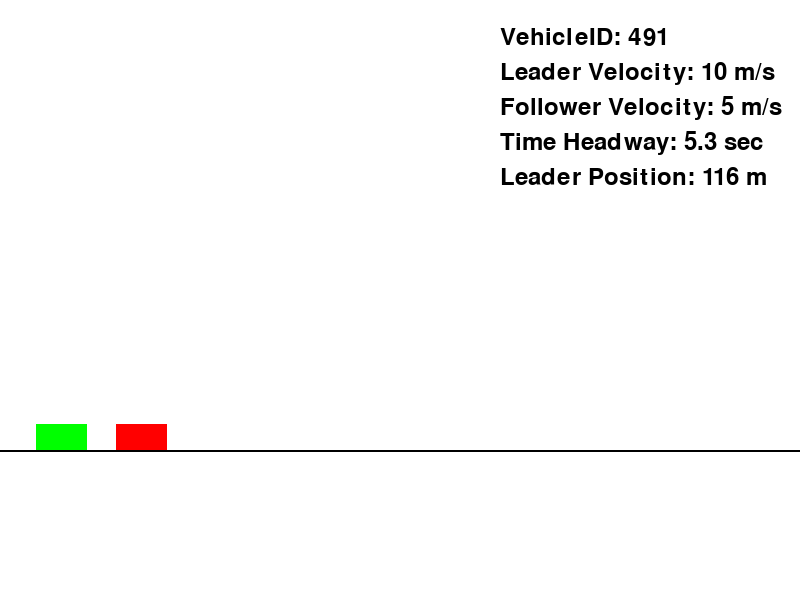 VehicleID: 491
Leader Velocity: 10 m/s
Follower Velocity: 5 m/s
Time Headway: 5.3 sec
Leader Position: 116 m